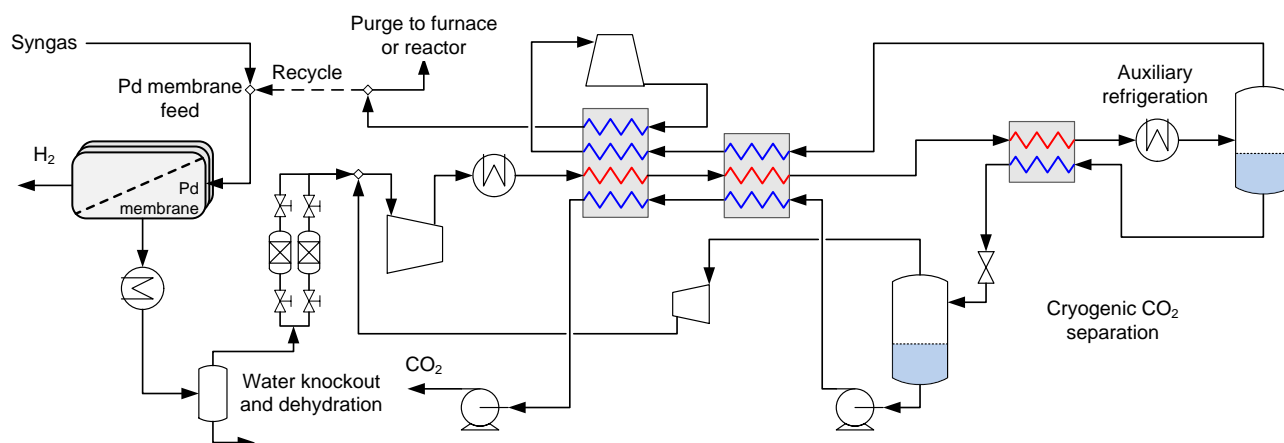 Syngas
Purge to furnace
or reactor
Recycle
Pd membrane
feed
Auxiliary
refrigeration
H₂
Pd
membrane
Cryogenic CO₂
separation
CO₂
Water knockout
and dehydration